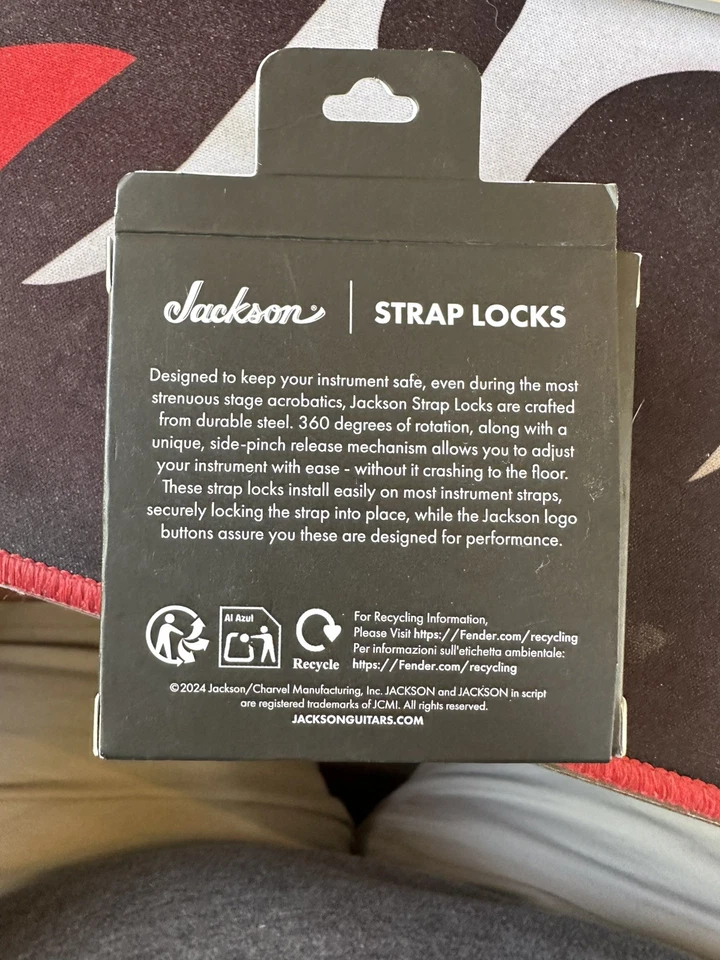 Jackson | STRAP LOCKS
Designed to keep your instrument safe, even during the most
strenuous stage acrobatics, Jackson Strap Locks are crafted
from durable steel. 360 degrees of rotation, along with a
unique, side-pinch release mechanism allows you to adjust
your instrument with ease - without it crashing to the floor.
These strap locks install easily on most instrument straps,
securely locking the strap into place, while the Jackson logo
buttons assure you these are designed for performance.
Al Azul
Recycle
For Recycling Information,
Please Visit https://Fender.com/recycling
Per informazioni sull'etichetta ambientale:
https://Fender.com/recycling
©2024 Jackson/Charvel Manufacturing, Inc. JACKSON and JACKSON in script
are registered trademarks of JCMI. All rights reserved.
JACKSONGUITARS.COM